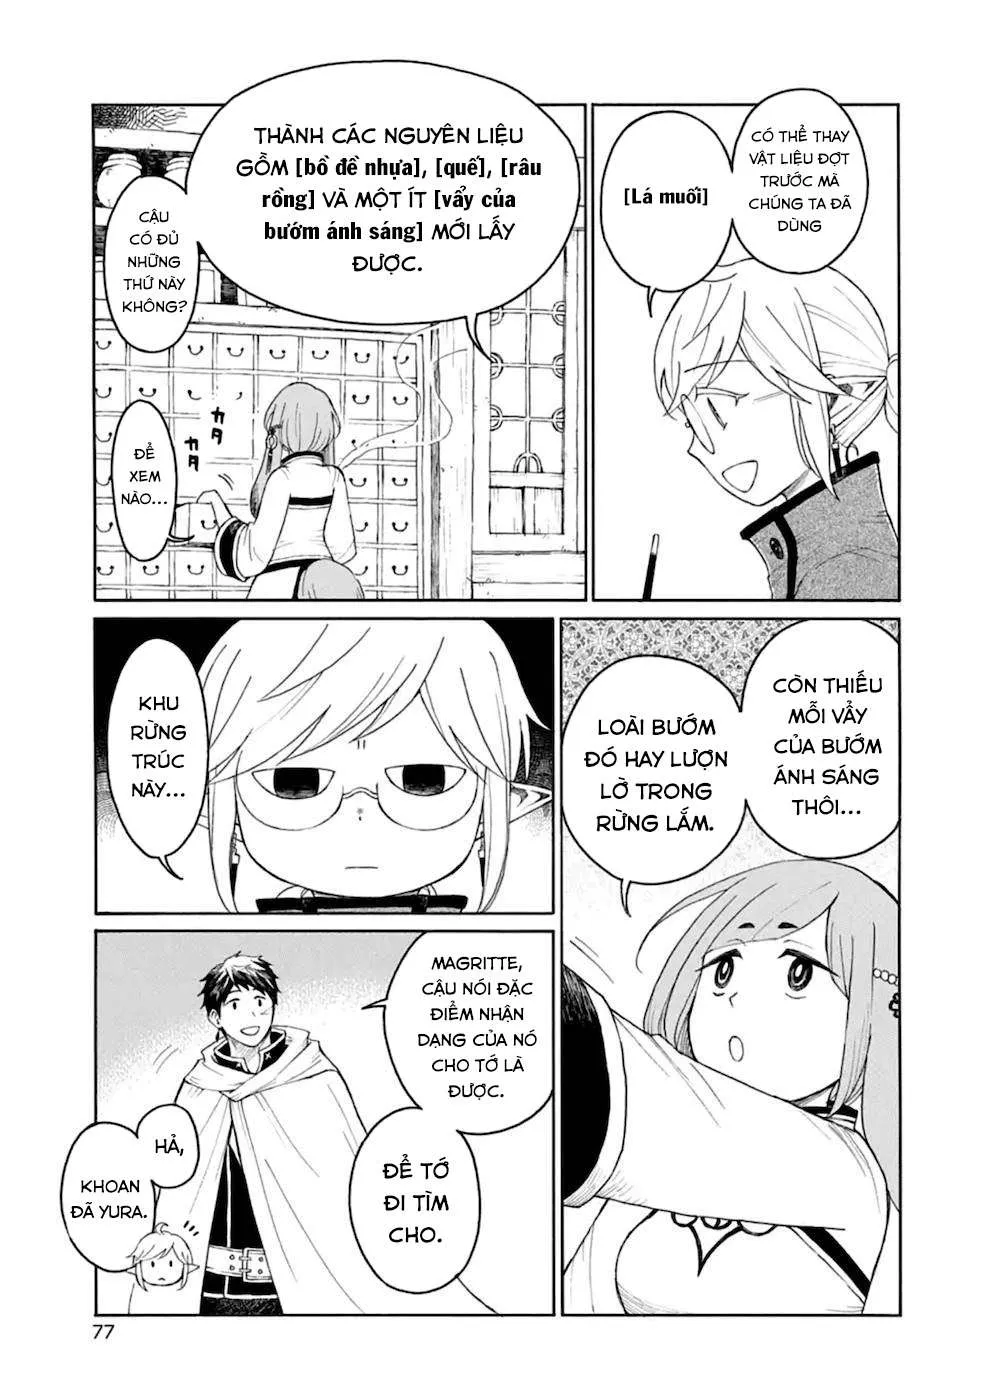 CÓ THỂ THAY
VẬT LIỆU ĐỢT
TRƯỚC MÀ
CHÚNG TA ĐÃ
DÙNG
[Lá muối]
THÀNH CÁC NGUYÊN LIỆU
GỒM [bồ đề nhựa], [quế], [râu
rồng] VÀ MỘT ÍT [vẩy của
bướm ánh sáng] MỚI LẤY
ĐƯỢC.
CẬU
CÓ ĐỦ
NHỮNG
THỨ NÀY
KHÔNG?
カタ
カタ
ĐỂ
XEM
NÀO...
CÒN THIẾU
MỖI VẨY
CỦA BƯỚM
ÁNH SÁNG
THÔI...
LOÀI BƯỚM
ĐÓ HAY LƯỢN
LỜ TRONG
RỪNG LẮM.
KHU
RỪNG
TRÚC
NÀY...
MAGRITTE,
CẬU NÓI ĐẶC
ĐIỂM NHẬN
DẠNG CỦA NÓ
CHO TỚ LÀ
ĐƯỢC.
ĐỂ TỚ
ĐI TÌM
CHO.
HẢ,
KHOAN
ĐÃ YURA.
77